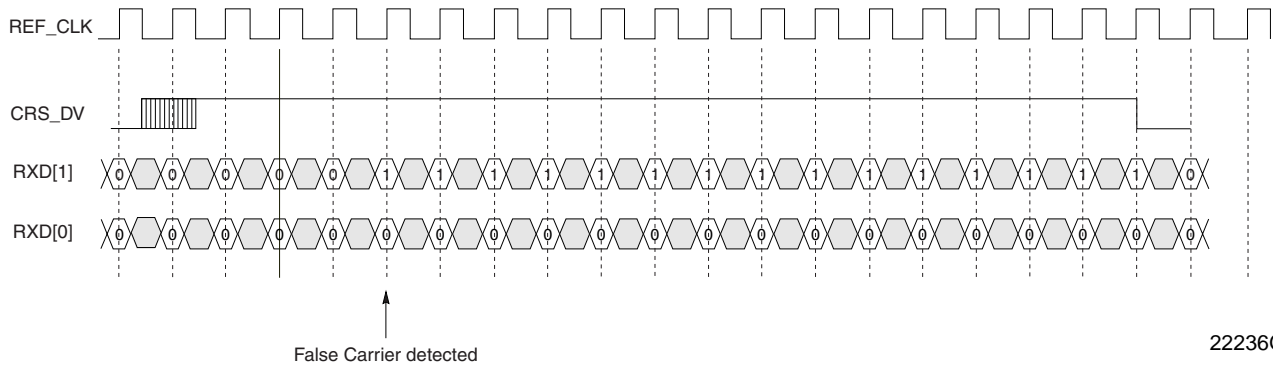 REF_CLK
CRS_DV
RXD[1] 0 0 0 0 0 1 1 1 1 1 1 1 1 1 1 1 1 1 1 1 0
RXD[0] 0 0 0 0 0 0 0 0 0 0 0 0 0 0 0 0 0 0 0 0 0
False Carrier detected
22236G